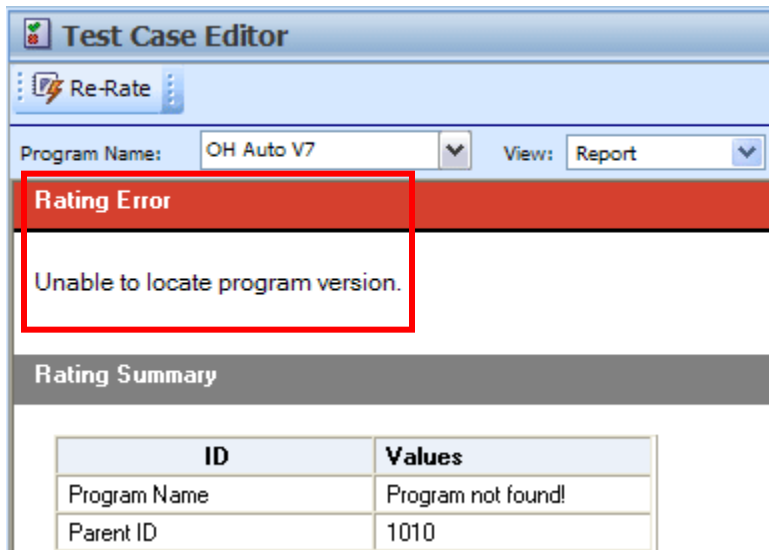 Test Case Editor
Re-Rate
Program Name: OH Auto V7 View: Report
Rating Error
Unable to locate program version.
Rating Summary
ID Values
Program Name Program not found!
Parent ID 1010